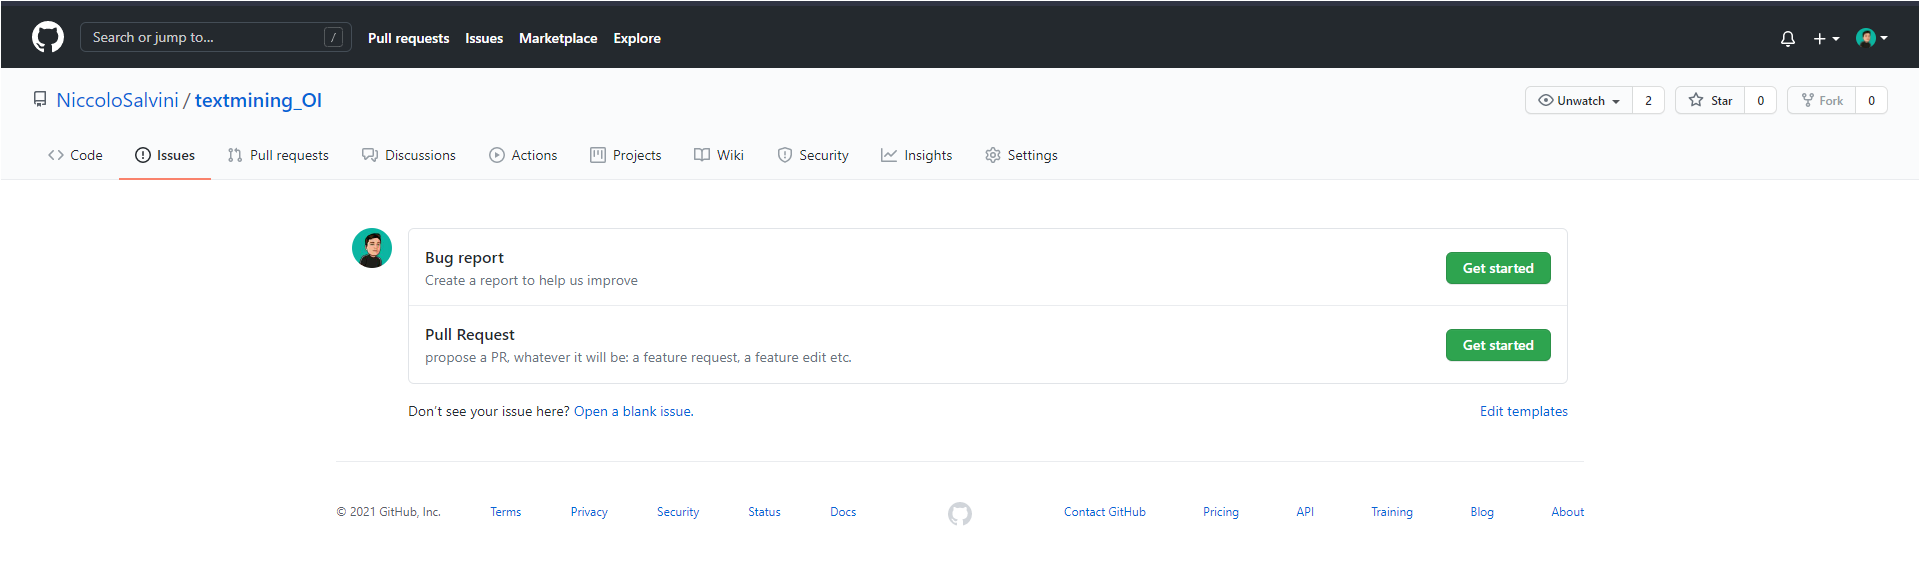 Search or jump to... / Pull requests Issues Marketplace Explore
NiccoloSalvini / textmining_OI Unwatch 2 Star 0 Fork 0
Code Issues Pull requests Discussions Actions Projects Wiki Security Insights Settings
Bug report
Create a report to help us improve
Get started
Pull Request
propose a PR, whatever it will be: a feature request, a feature edit etc.
Get started
Don't see your issue here? Open a blank issue. Edit templates
© 2021 GitHub, Inc. Terms Privacy Security Status Docs Contact GitHub Pricing API Training Blog About